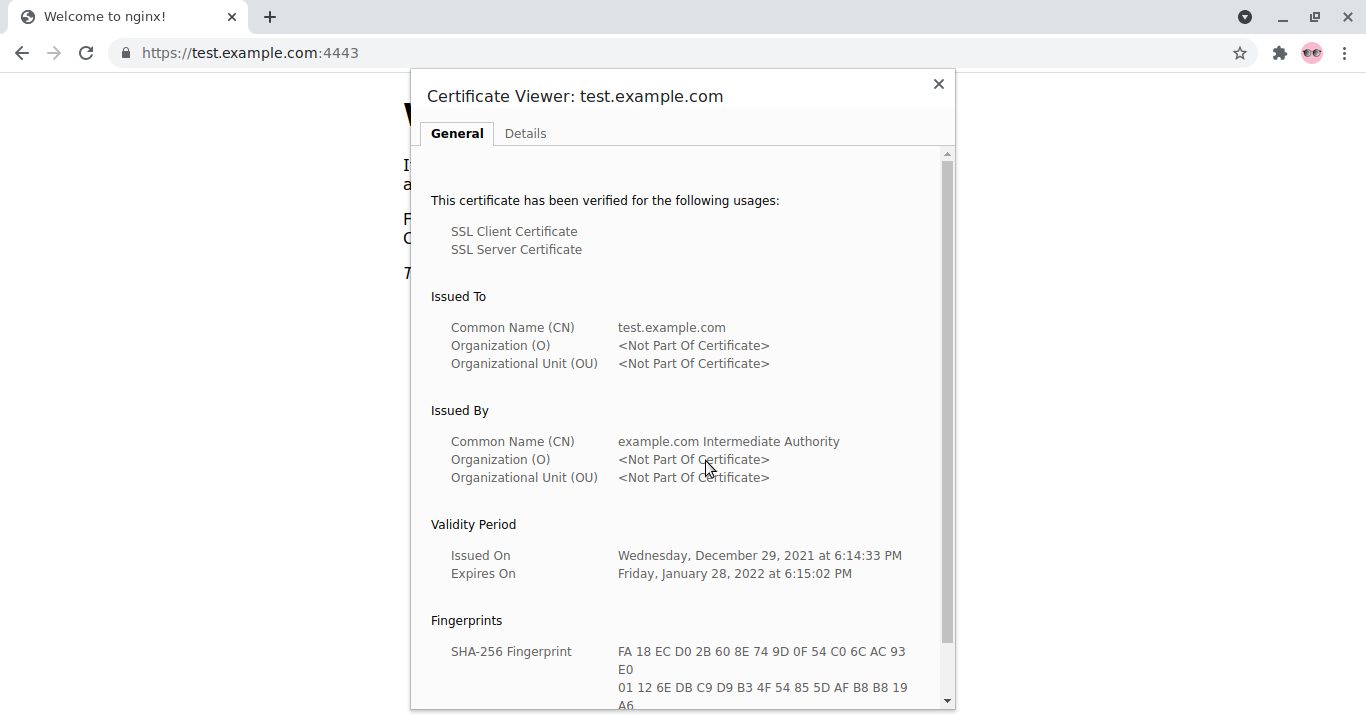 Welcome to nginx!
https://test.example.com:4443
Certificate Viewer: test.example.com
General Details
This certificate has been verified for the following usages:
SSL Client Certificate
SSL Server Certificate
Issued To
Common Name (CN) test.example.com
Organization (O) <Not Part Of Certificate>
Organizational Unit (OU) <Not Part Of Certificate>
Issued By
Common Name (CN) example.com Intermediate Authority
Organization (O) <Not Part Of Certificate>
Organizational Unit (OU) <Not Part Of Certificate>
Validity Period
Issued On Wednesday, December 29, 2021 at 6:14:33 PM
Expires On Friday, January 28, 2022 at 6:15:02 PM
Fingerprints
SHA-256 Fingerprint FA 18 EC D0 2B 60 8E 74 9D 0F 54 C0 6C AC 93
E0
01 12 6E DB C9 D9 B3 4F 54 85 5D AF B8 B8 19
A6